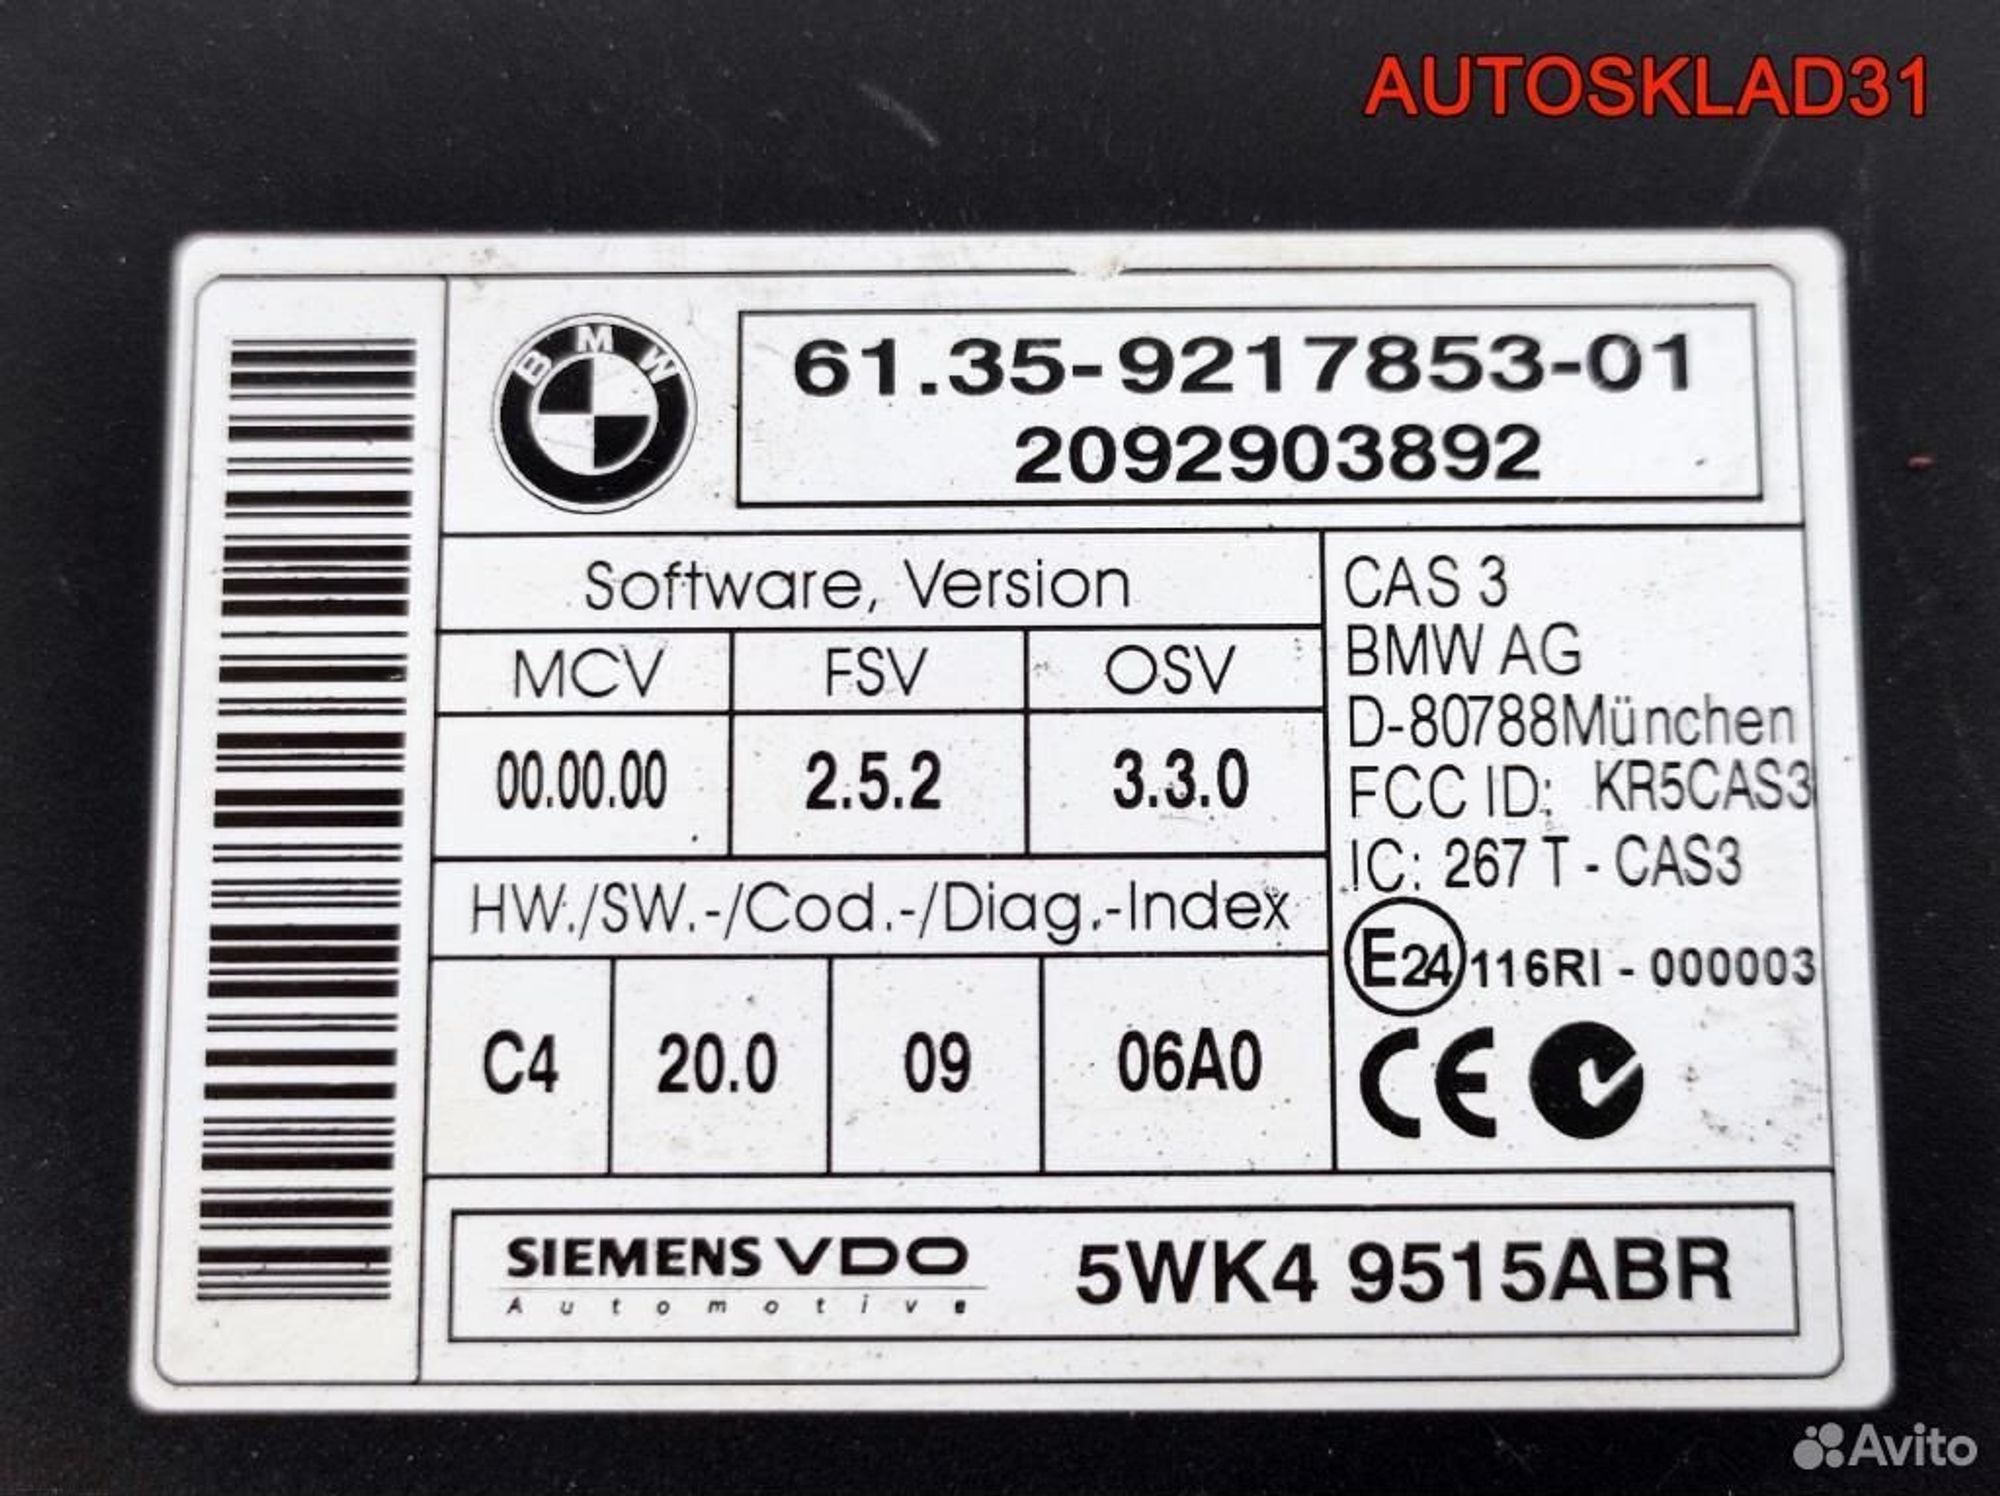 AUTOSKLAD31
BMW
61.35-9217853-01
2092903892
Software, Version
MCV FSV OSV
00.00.00 2.5.2 3.3.0
HW./SW.-/Cod.-/Diag.-Index
C4 20.0 09 06A0
CAS 3
BMW AG
D-80788München
FCC ID: KR5CAS3
IC: 267 T - CAS3
E24 116RI - 000003
CE
SIEMENS VDO
Automotive
5WK4 9515ABR
Avito